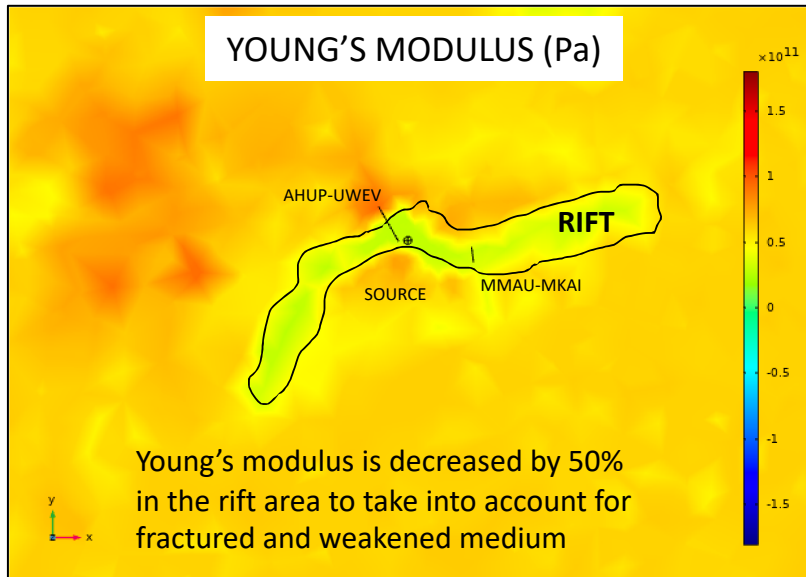 YOUNG’S MODULUS (Pa)
×10¹¹
1.5
1
0.5
0
-0.5
-1
-1.5
AHUP-UWEV
RIFT
SOURCE
MMAU-MKAI
Young’s modulus is decreased by 50%
in the rift area to take into account for
fractured and weakened medium
y
z
x